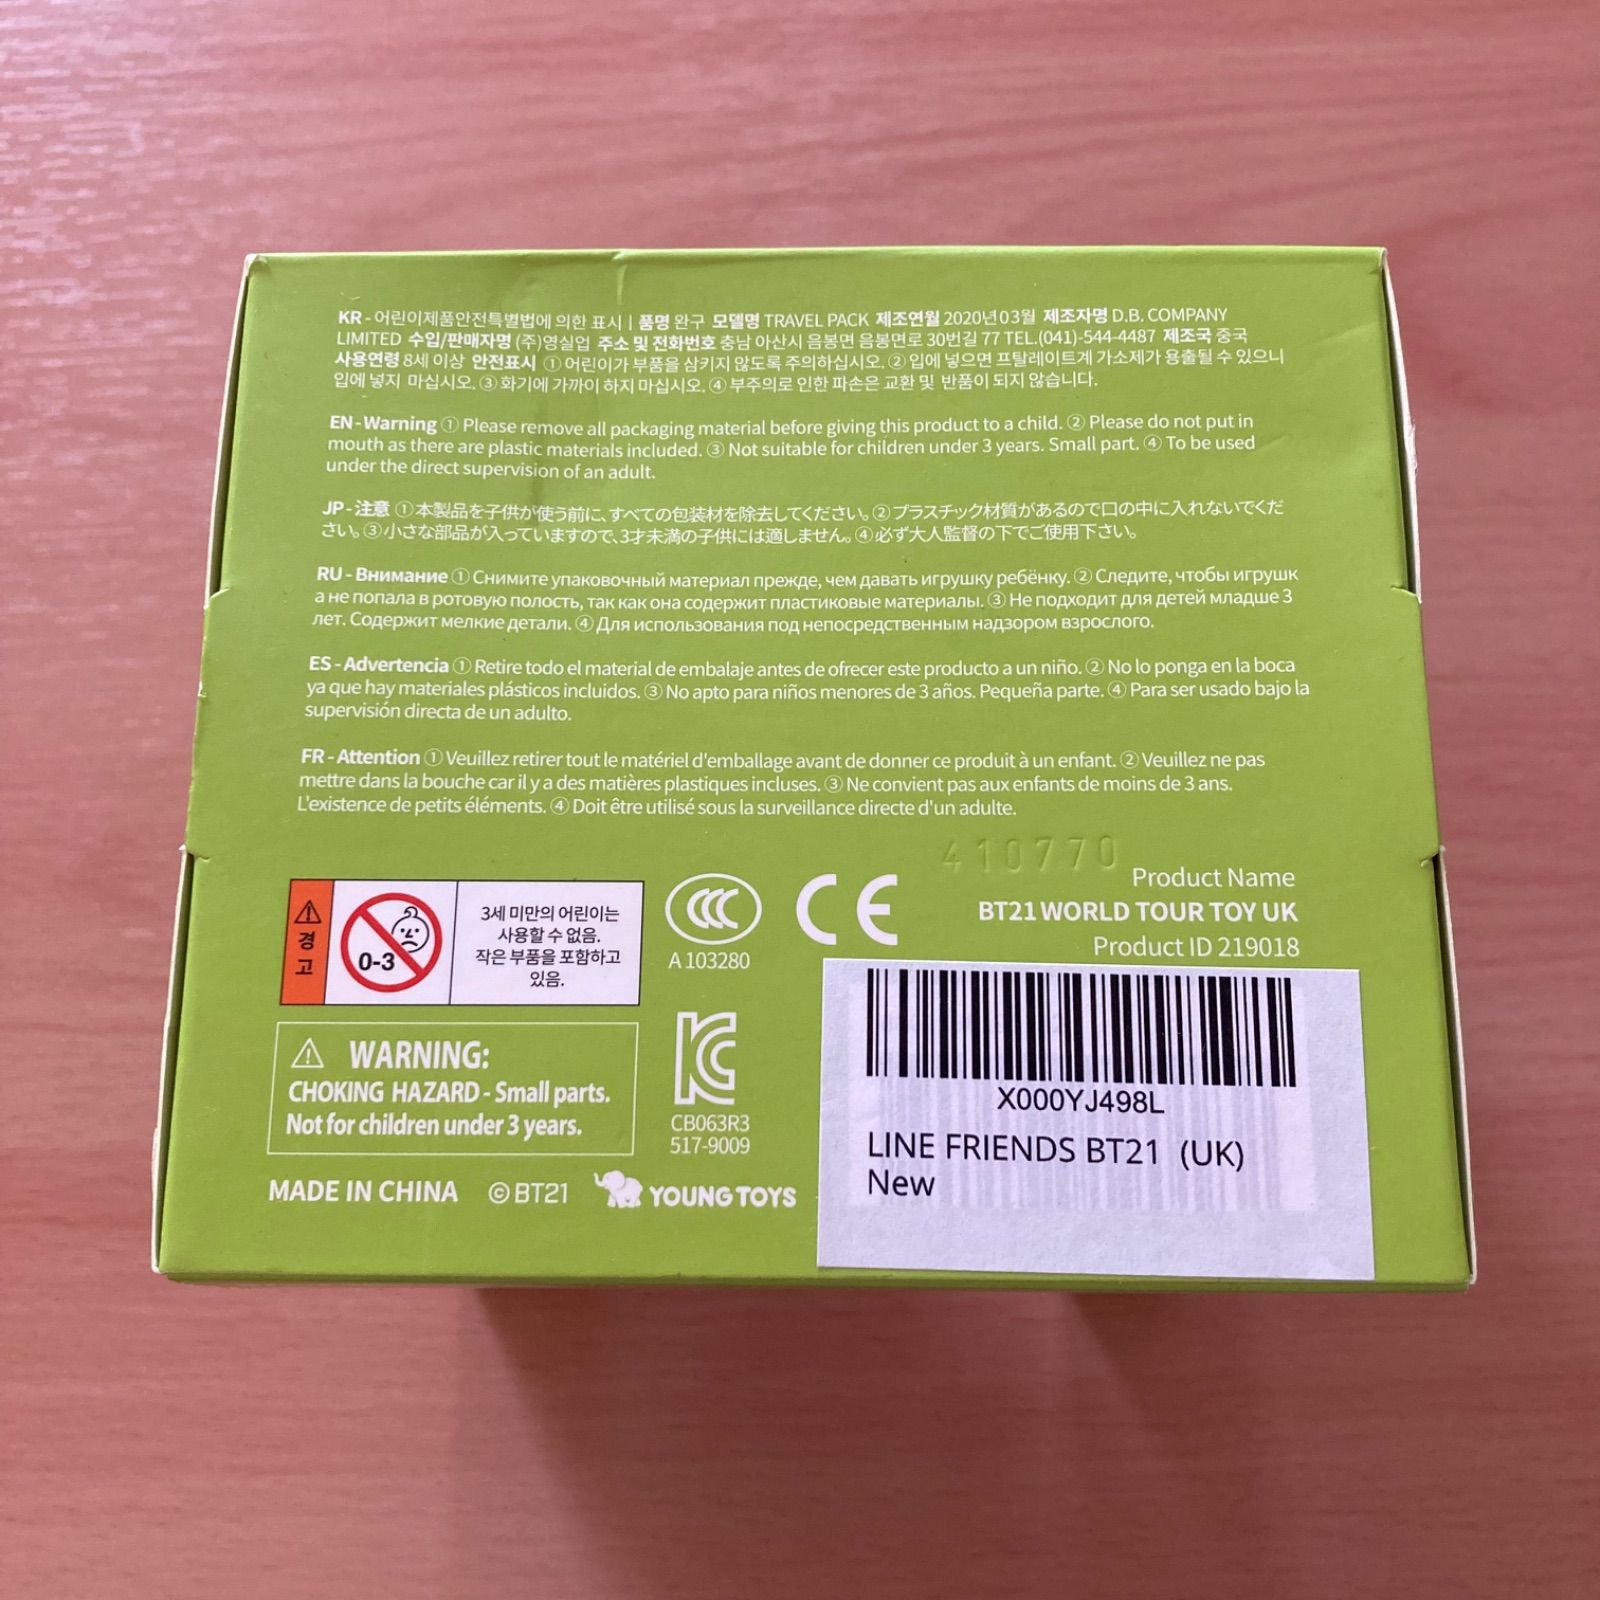 KR - 어린이제품안전특별법에 의한 표시 | 품명 완구 모델명 TRAVEL PACK 제조연월 2020년 03월 제조자명 D.B. COMPANY
LIMITED 수입/판매자명 (주)영실업 주소 및 전화번호 충남 아산시 음봉면 음봉면로 30번길 77 TEL.(041)-544-4487 제조국 중국
사용연령 8세 이상 안전표시 ① 어린이가 부품을 삼키지 않도록 주의하십시오. ② 입에 넣으면 프탈레이트계 가소제가 용출될 수 있으니
입에 넣지 마십시오. ③ 화기에 가까이 하지 마십시오. ④ 부주의로 인한 파손은 교환 및 반품이 되지 않습니다.
EN - Warning ① Please remove all packaging material before giving this product to a child. ② Please do not put in
mouth as there are plastic materials included. ③ Not suitable for children under 3 years. Small part. ④ To be used
under the direct supervision of an adult.
JP - 注意 ①本製品を子供が使う前に、すべての包装材を除去してください。②プラスチック材質があるので口の中に入れないでくだ
さい。③小さな部品が入っていますので、3才未満の子供には適しません。④必ず大人監督の下でご使用下さい。
RU - Внимание ① Снимите упаковочный материал прежде, чем давать игрушку ребёнку. ② Следите, чтобы игрушк
а не попала в ротовую полость, так как она содержит пластиковые материалы. ③ Не подходит для детей младше 3
лет. Содержит мелкие детали. ④ Для использования под непосредственным надзором взрослого.
ES - Advertencia ① Retire todo el material de embalaje antes de ofrecer este producto a un niño. ② No lo ponga en la boca
ya que hay materiales plásticos incluidos. ③ No apto para niños menores de 3 años. Pequeña parte. ④ Para ser usado bajo la
supervisión directa de un adulto.
FR - Attention ① Veuillez retirer tout le matériel d'emballage avant de donner ce produit à un enfant. ② Veuillez ne pas
mettre dans la bouche car il y a des matières plastiques incluses. ③ Ne convient pas aux enfants de moins de 3 ans.
L'existence de petits éléments. ④ Doit être utilisé sous la surveillance directe d'un adulte.
410770
경고
0-3
3세 미만의 어린이는
사용할 수 없음.
작은 부품을 포함하고
있음.
CCC
A 103280
CE
Product Name
BT21 WORLD TOUR TOY UK
Product ID 219018
WARNING:
CHOKING HAZARD - Small parts.
Not for children under 3 years.
KC
CB063R3
517-9009
X000YJ498L
LINE FRIENDS BT21 (UK)
New
MADE IN CHINA © BT21 YOUNG TOYS